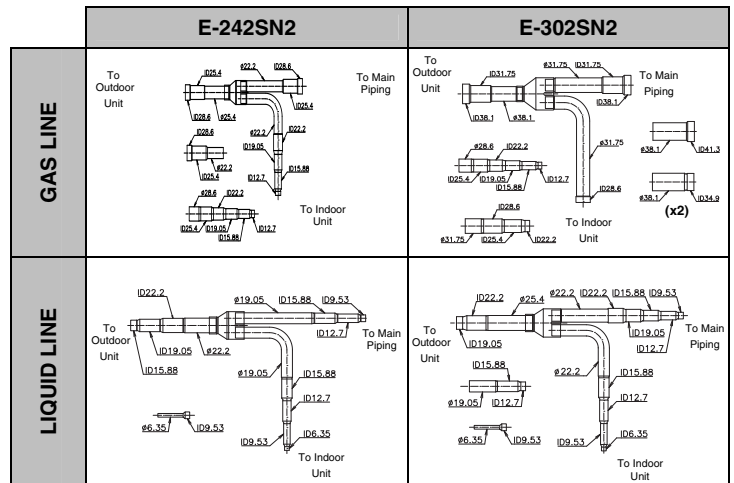 E-242SN2
E-302SN2
GAS LINE
To
Outdoor
Unit
ID25.4
ø22.2
ID28.6
To Main
Piping
ID28.6
ø25.4
ID25.4
ID28.6
ø22.2
ID22.2
ID19.05
ø22.2
ID25.4
ID12.7
ID15.88
ø28.6
ID22.2
ID25.4
ID19.05
ID12.7
ID15.88
To Indoor
Unit
To
Outdoor
Unit
ID31.75
ø31.75
ID31.75
To Main
Piping
ID38.1
ø38.1
ID38.1
ø28.6
ID22.2
ø31.75
ø38.1
ID41.3
ID25.4
ID19.05
ID12.7
ID15.88
ID28.6
ø38.1
ID34.9
(x2)
ID28.6
To Indoor
Unit
ø31.75
ID25.4
ID22.2
LIQUID LINE
ID22.2
ø19.05
ID15.88
ID9.53
To
Outdoor
Unit
ID19.05
ø22.2
ID12.7
To Main
Piping
ID15.88
ø19.05
ID15.88
ID12.7
ø6.35
ID9.53
ID9.53
ID6.35
To Indoor
Unit
ID22.2
ø25.4
ø22.2
ID22.2
ID15.88
ID9.53
To
Outdoor
Unit
ID19.05
ID19.05
ID12.7
To Main
Piping
ID15.88
ø22.2
ID15.88
ø19.05
ID12.7
ID12.7
ø6.35
ID9.53
ID9.53
ID6.35
To Indoor
Unit